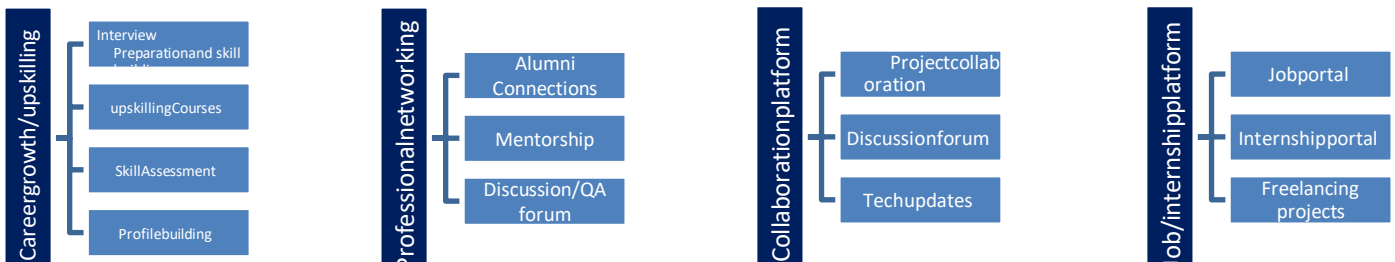 Careergrowth/upskilling
Interview
Preparationand skill
upskillingCourses
SkillAssessment
Profilebuilding
Professionalnetworking
Alumni
Connections
Mentorship
Discussion/QA
forum
Collaborationplatform
Projectcollab
oration
Discussionforum
Techupdates
Job/internshipplatform
Jobportal
Internshipportal
Freelancing
projects